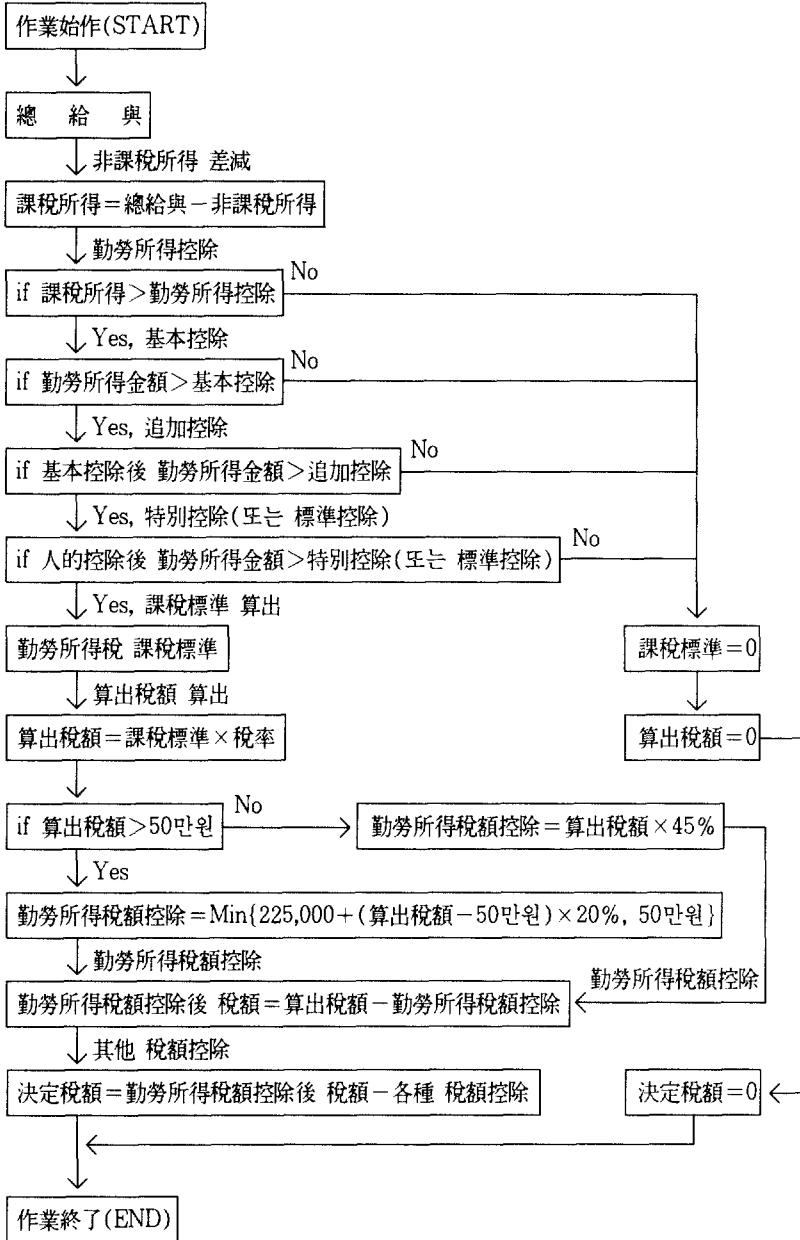 作業始作(START)
總 給 與
非課稅所得 差減
課稅所得＝總給與－非課稅所得
勤勞所得控除
if 課稅所得＞勤勞所得控除
No
Yes, 基本控除
if 勤勞所得金額＞基本控除
No
Yes, 追加控除
if 基本控除後 勤勞所得金額＞追加控除
No
Yes, 特別控除(또는 標準控除)
if 人的控除後 勤勞所得金額＞特別控除(또는 標準控除)
No
Yes, 課稅標準 算出
勤勞所得稅 課稅標準
課稅標準＝0
算出稅額 算出
算出稅額＝課稅標準×稅率
算出稅額＝0
if 算出稅額＞50만원
No
勤勞所得稅額控除＝算出稅額×45%
Yes
勤勞所得稅額控除＝Min{225,000＋(算出稅額－50만원)×20%, 50만원}
勤勞所得稅額控除
勤勞所得稅額控除
勤勞所得稅額控除後 稅額＝算出稅額－勤勞所得稅額控除
其他 稅額控除
決定稅額＝勤勞所得稅額控除後 稅額－各種 稅額控除
決定稅額＝0
作業終了(END)